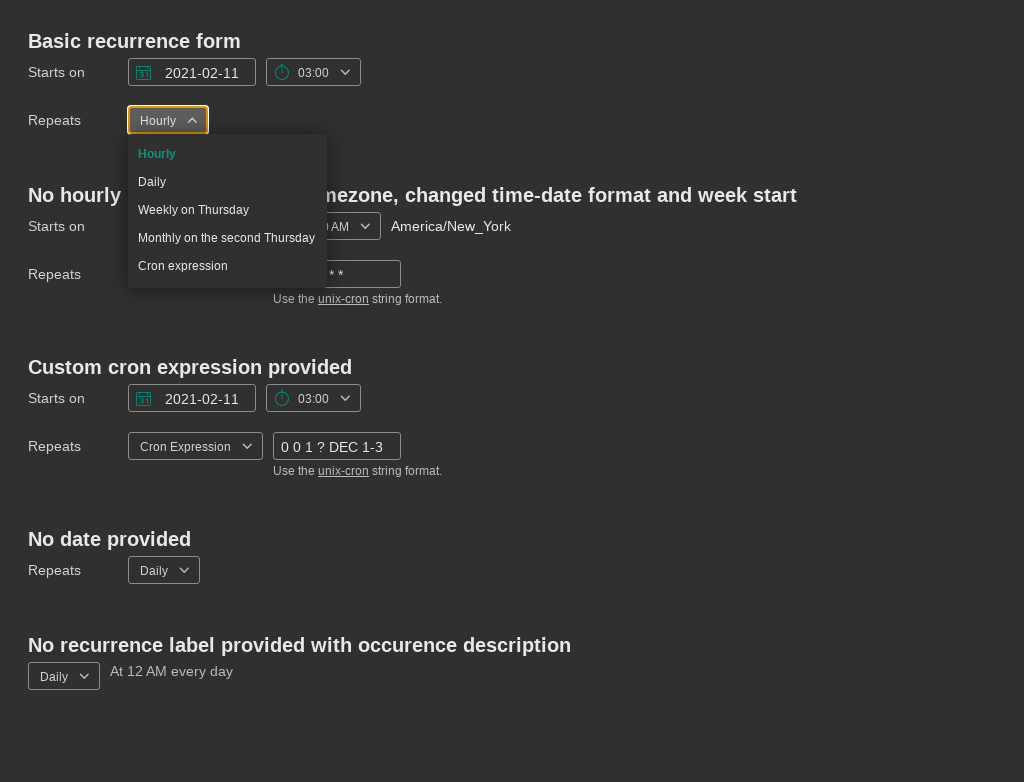 Basic recurrence form
Starts on 2021-02-11 03:00
Repeats Hourly
Hourly
Daily
Weekly on Thursday
Monthly on the second Thursday
Cron expression
No hourly mezone, changed time-date format and week start
Starts on AM America/New_York
Repeats * *
Use the unix-cron string format.
Custom cron expression provided
Starts on 2021-02-11 03:00
Repeats Cron Expression 0 0 1 ? DEC 1-3
Use the unix-cron string format.
No date provided
Repeats Daily
No recurrence label provided with occurence description
Daily At 12 AM every day